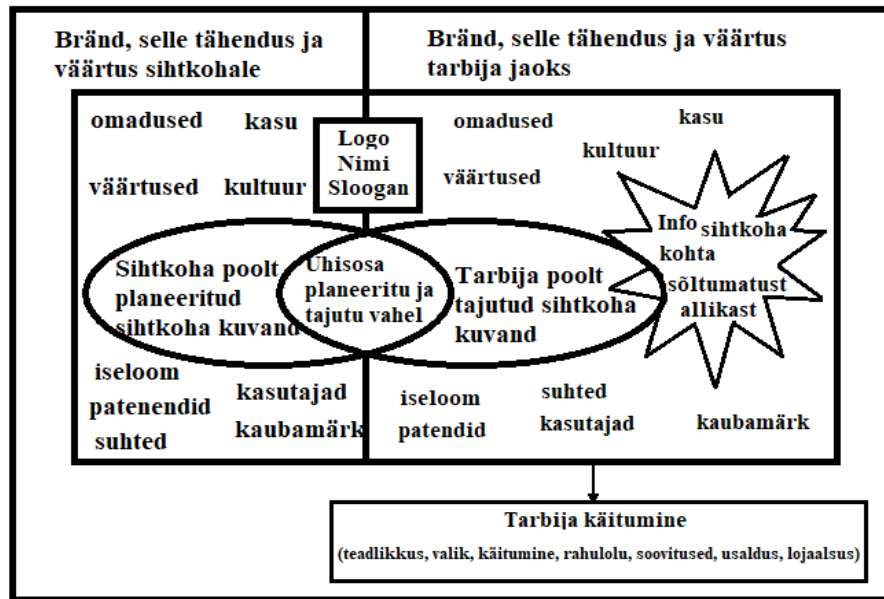 Bränd, selle tähendus ja
väärtus sihtkohale
Bränd, selle tähendus ja väärtus
tarbija jaoks
omadused
kasu
väärtused
kultuur
Logo
Nimi
Sloogan
omadused
kasu
kultuur
väärtused
Sihtkoha poolt
planeeritud
sihtkoha kuvand
Uhisosa
planeeritu ja
tajutu vahel
Tarbija poolt
tajutud sihtkoha
kuvand
Info sihtkoha
kohta
sõltumatust
allikast
iseloom
kasutajad
patenendid
suhted
kaubamärk
iseloom
suhted
patendid
kasutajad
kaubamärk
Tarbija käitumine
(teadlikkus, valik, käitumine, rahulolu, soovitused, usaldus, lojaalsus)